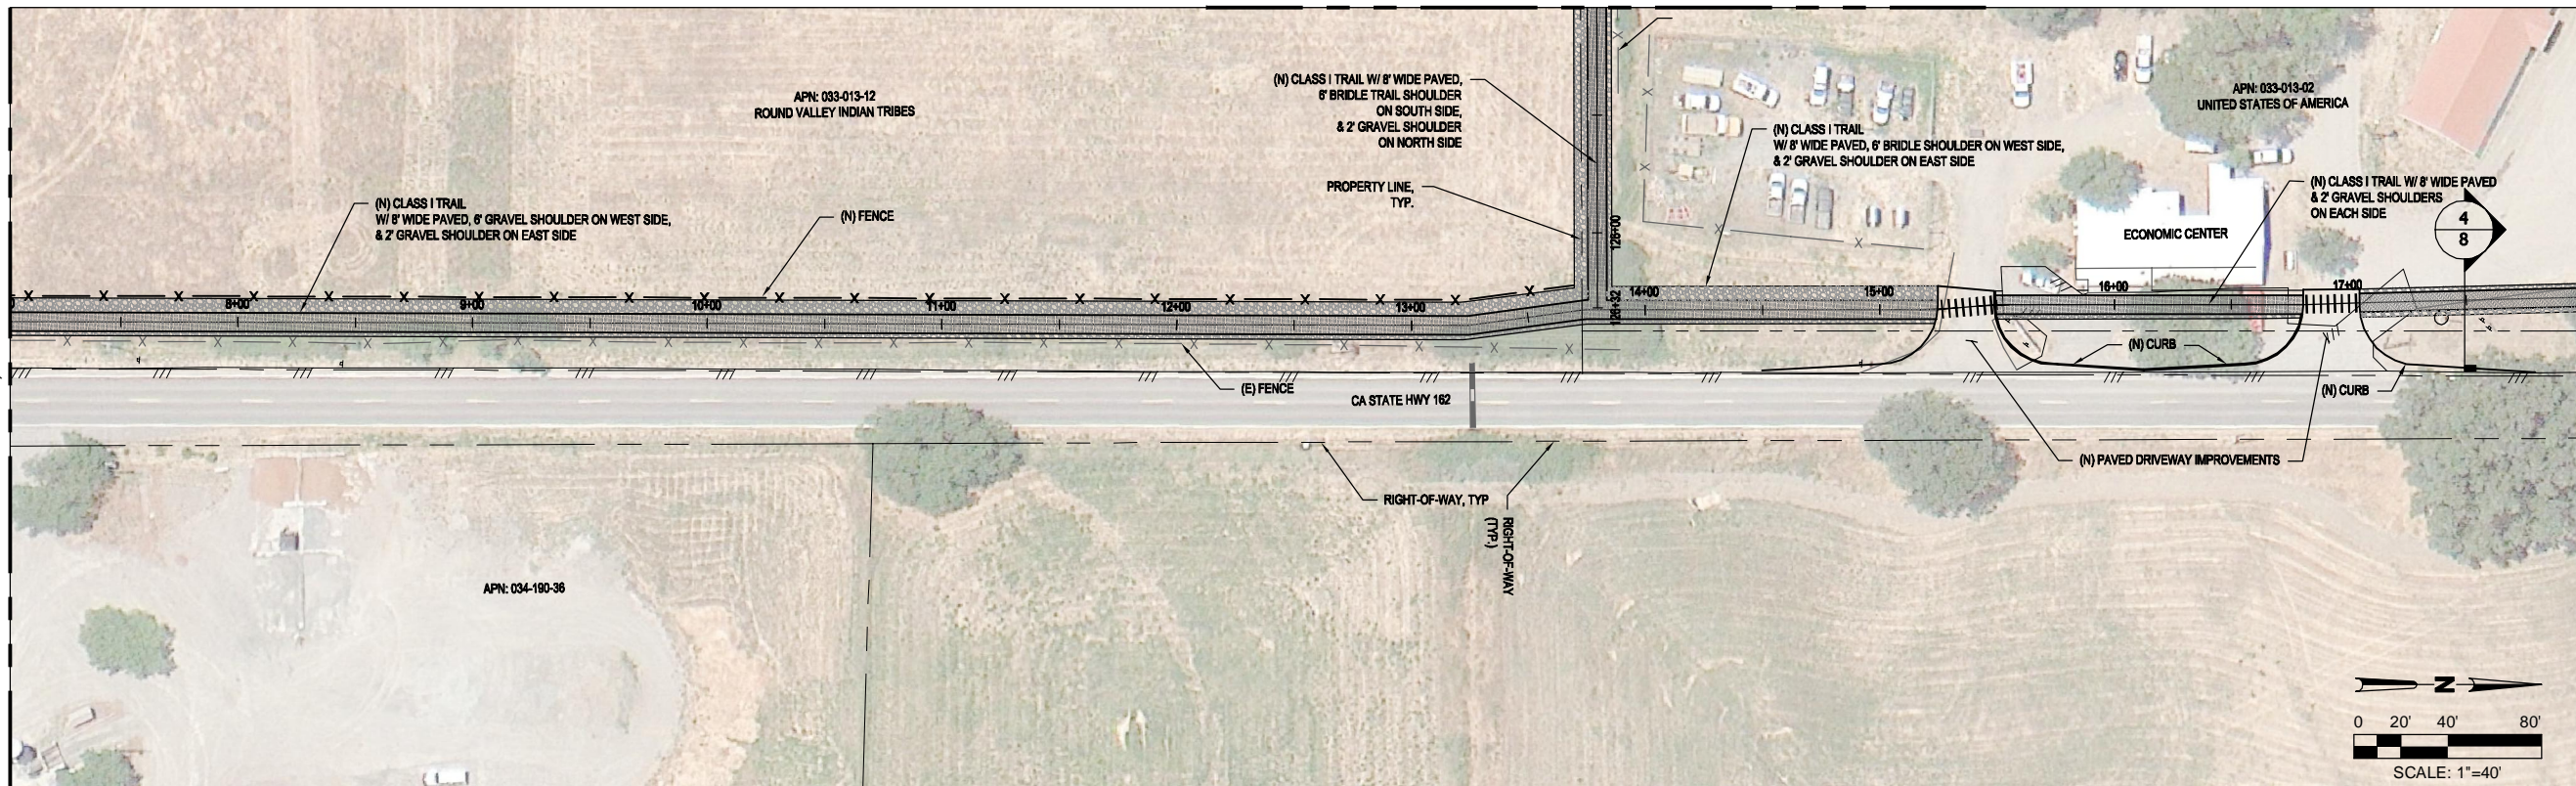 APN: 033-013-12
ROUND VALLEY INDIAN TRIBES
(N) CLASS I TRAIL W/ 8' WIDE PAVED,
6' BRIDLE TRAIL SHOULDER
ON SOUTH SIDE,
& 2' GRAVEL SHOULDER
ON NORTH SIDE
APN: 033-013-02
UNITED STATES OF AMERICA
(N) CLASS I TRAIL
W/ 8' WIDE PAVED, 6' BRIDLE SHOULDER ON WEST SIDE,
& 2' GRAVEL SHOULDER ON EAST SIDE
PROPERTY LINE,
TYP.
(N) CLASS I TRAIL W/ 8' WIDE PAVED
& 2' GRAVEL SHOULDERS
ON EACH SIDE
4
8
(N) CLASS I TRAIL
W/ 8' WIDE PAVED, 6' GRAVEL SHOULDER ON WEST SIDE,
& 2' GRAVEL SHOULDER ON EAST SIDE
(N) FENCE
126+00
ECONOMIC CENTER
8+00
9+00
10+00
11+00
12+00
13+00
126+32
14+00
15+00
16+00
17+00
(N) CURB
(E) FENCE
CA STATE HWY 162
(N) CURB
(N) PAVED DRIVEWAY IMPROVEMENTS
RIGHT-OF-WAY, TYP
RIGHT-OF-WAY
(TYP.)
APN: 034-190-36
N
0 20' 40' 80'
SCALE: 1"=40'